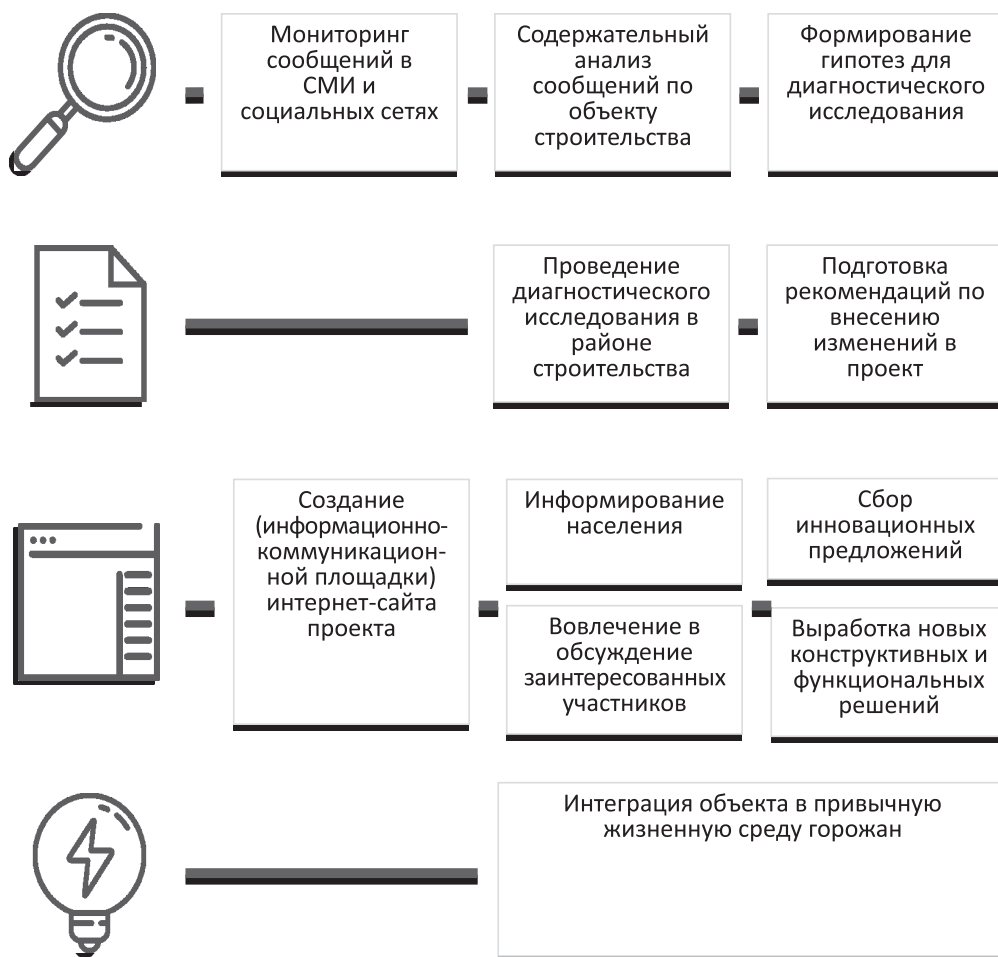 Мониторинг
сообщений в
СМИ и
социальных сетях
Содержательный
анализ
сообщений по
объекту
строительства
Формирование
гипотез для
диагностического
исследования
Проведение
диагностического
исследования в
районе
строительства
Подготовка
рекомендаций по
внесению
изменений в
проект
Создание
(информационно-
коммуникацион-
ной площадки)
интернет-сайта
проекта
Информирование
населения
Вовлечение в
обсуждение
заинтересованных
участников
Сбор
инновационных
предложений
Выработка новых
конструктивных и
функциональных
решений
Интеграция объекта в привычную
жизненную среду горожан